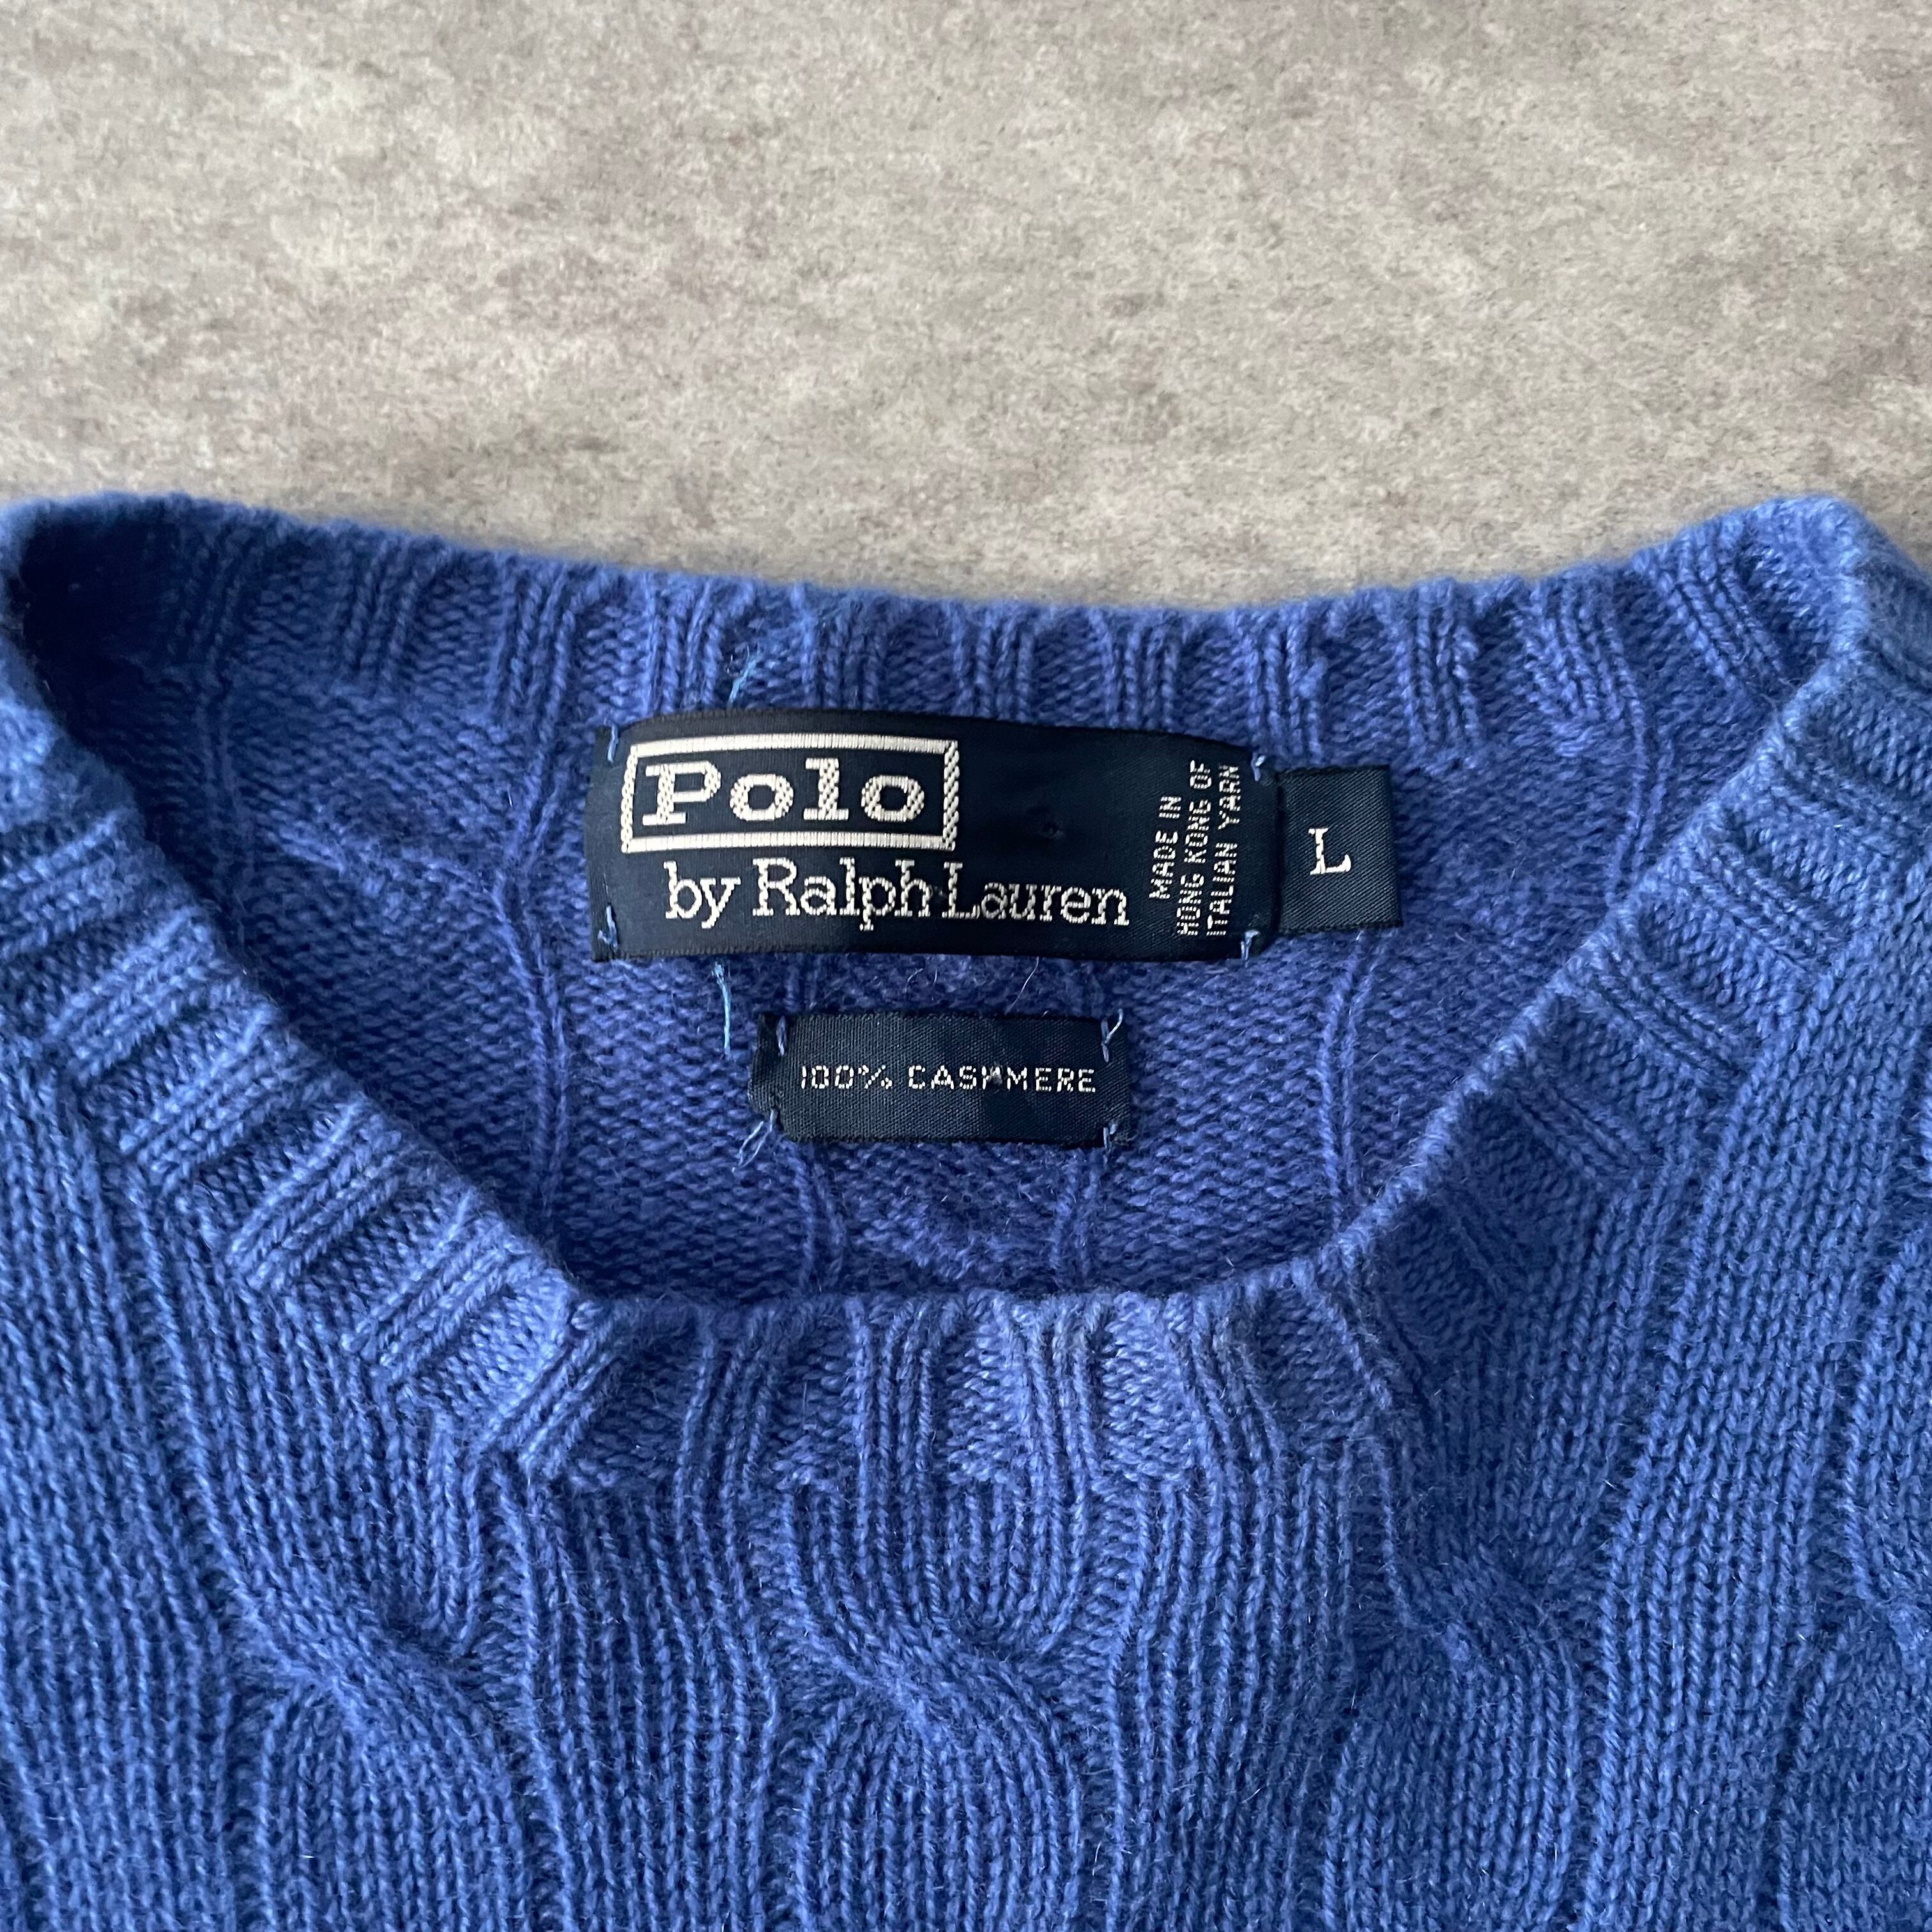 Polo
by Ralph Lauren
MADE IN
HONG KONG OF
ITALIAN YARN
L
100% CASHMERE